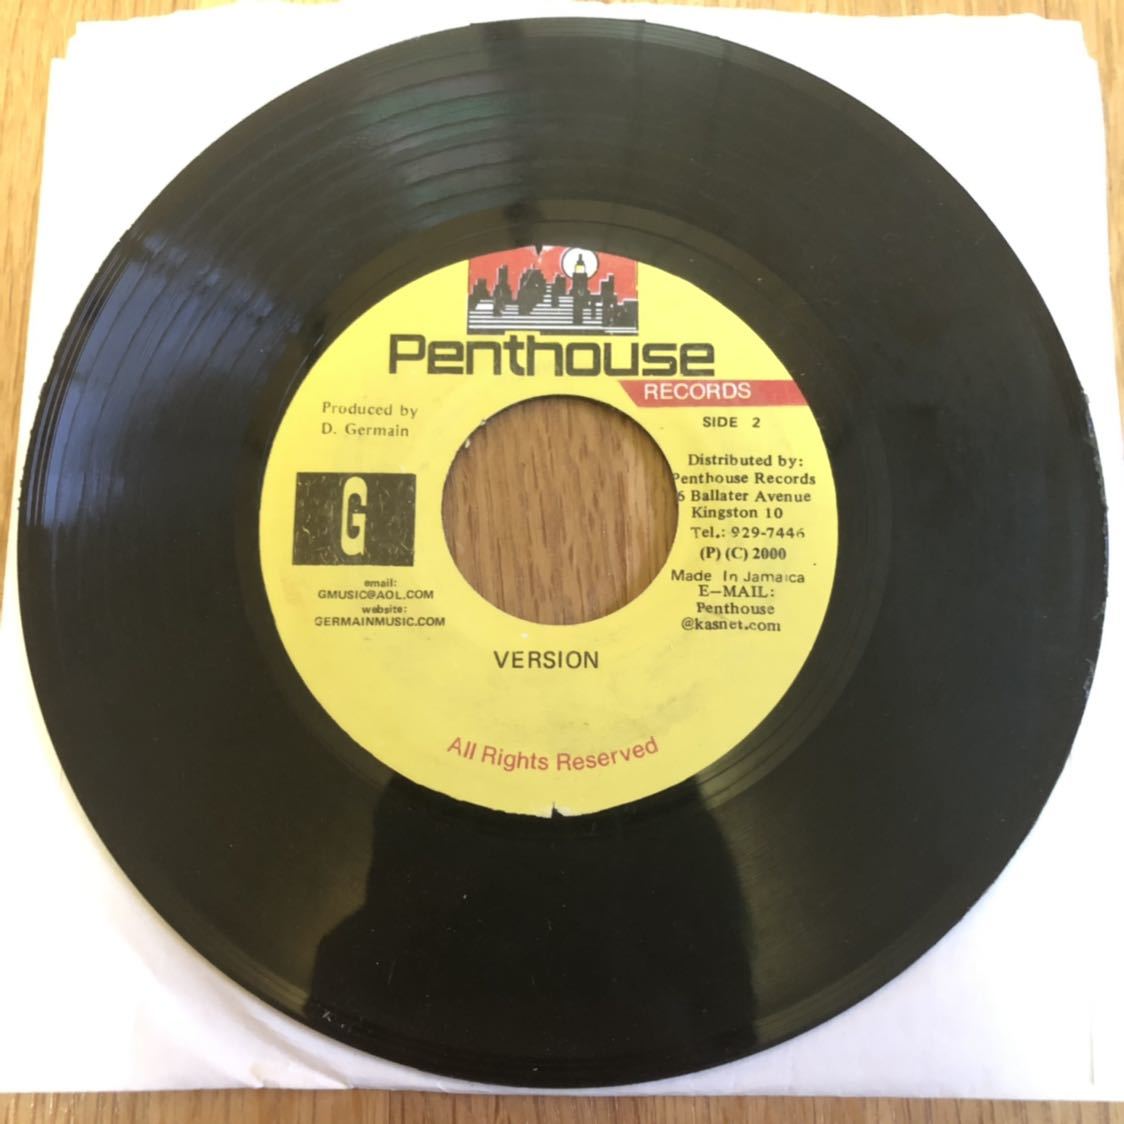 Penthouse
RECORDS
SIDE 2
Produced by
D. Germain
G
email:
GMUSIC@AOL.COM
website:
GERMAINMUSIC.COM
Distributed by:
Penthouse Records
6 Ballater Avenue
Kingston 10
Tel.: 929-7446
(P) (C) 2000
Made In Jamaica
E-MAIL:
Penthouse
@kasnet.com
VERSION
All Rights Reserved